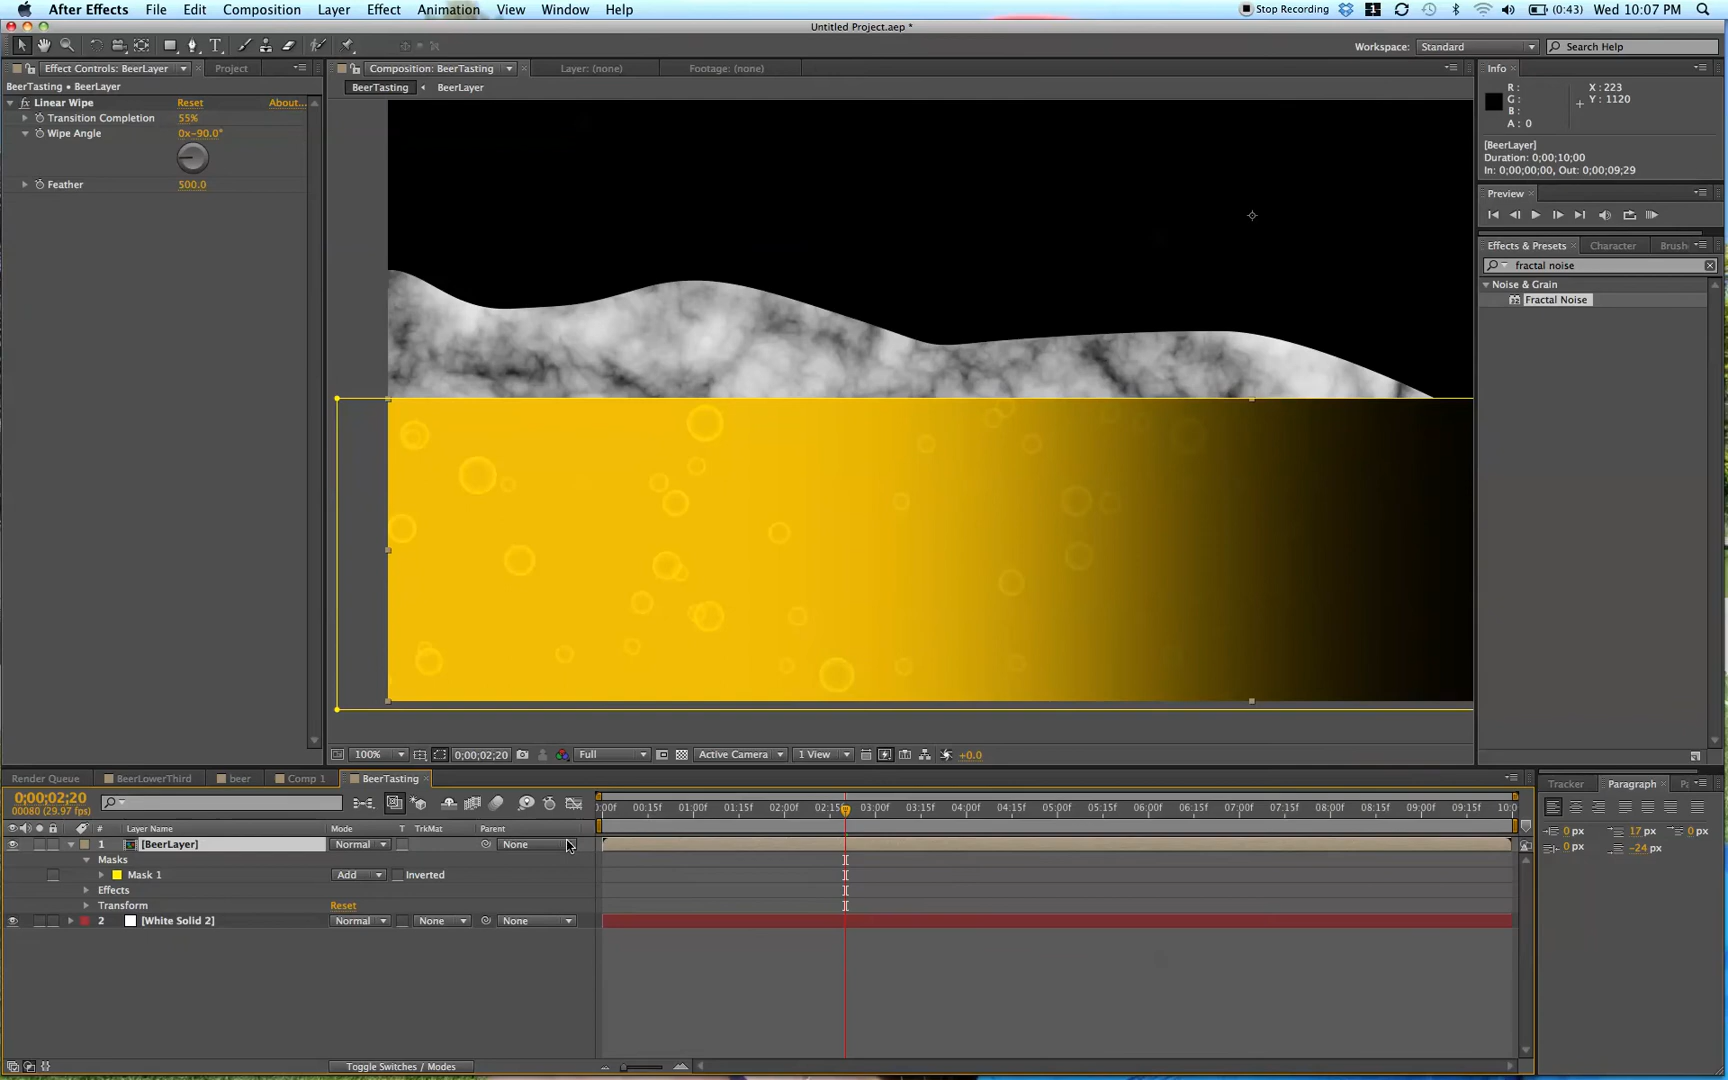 After Effects File Edit Composition Layer Effect Animation View Window Help Stop Recording 1 (0:43) Wed 10:07 PM
Untitled Project.aep *
T Workspace: Standard Search Help
Effect Controls: BeerLayer Project Composition: BeerTasting Layer: (none) Footage: (none) Info
BeerTasting • BeerLayer BeerTasting BeerLayer
fx Linear Wipe Reset About...
Transition Completion 55%
Wipe Angle 0x-90.0°
Feather 500.0
R :
G :
B :
A : 0
X : 223
Y : 1120
[BeerLayer]
Duration: 0;00;10;00
In: 0;00;00;00, Out: 0;00;09;29
Preview
Effects & Presets Character Brush
fractal noise
Noise & Grain
Fractal Noise
100% 0;00;02;20 Full Active Camera 1 View +0.0
Render Queue BeerLowerThird beer Comp 1 BeerTasting Tracker Paragraph
0;00;02;20
00080 (29.97 fps)
:00f 00:15f 01:00f 01:15f 02:00f 02:15f 03:00f 03:15f 04:00f 04:15f 05:00f 05:15f 06:00f 06:15f 07:00f 07:15f 08:00f 08:15f 09:00f 09:15f 10:0
# Layer Name Mode T TrkMat Parent
1 [BeerLayer] Normal None
Masks
Mask 1 Add Inverted
Effects
Transform Reset
2 [White Solid 2] Normal None None
0 px 17 px 0 px
0 px -24 px
Toggle Switches / Modes